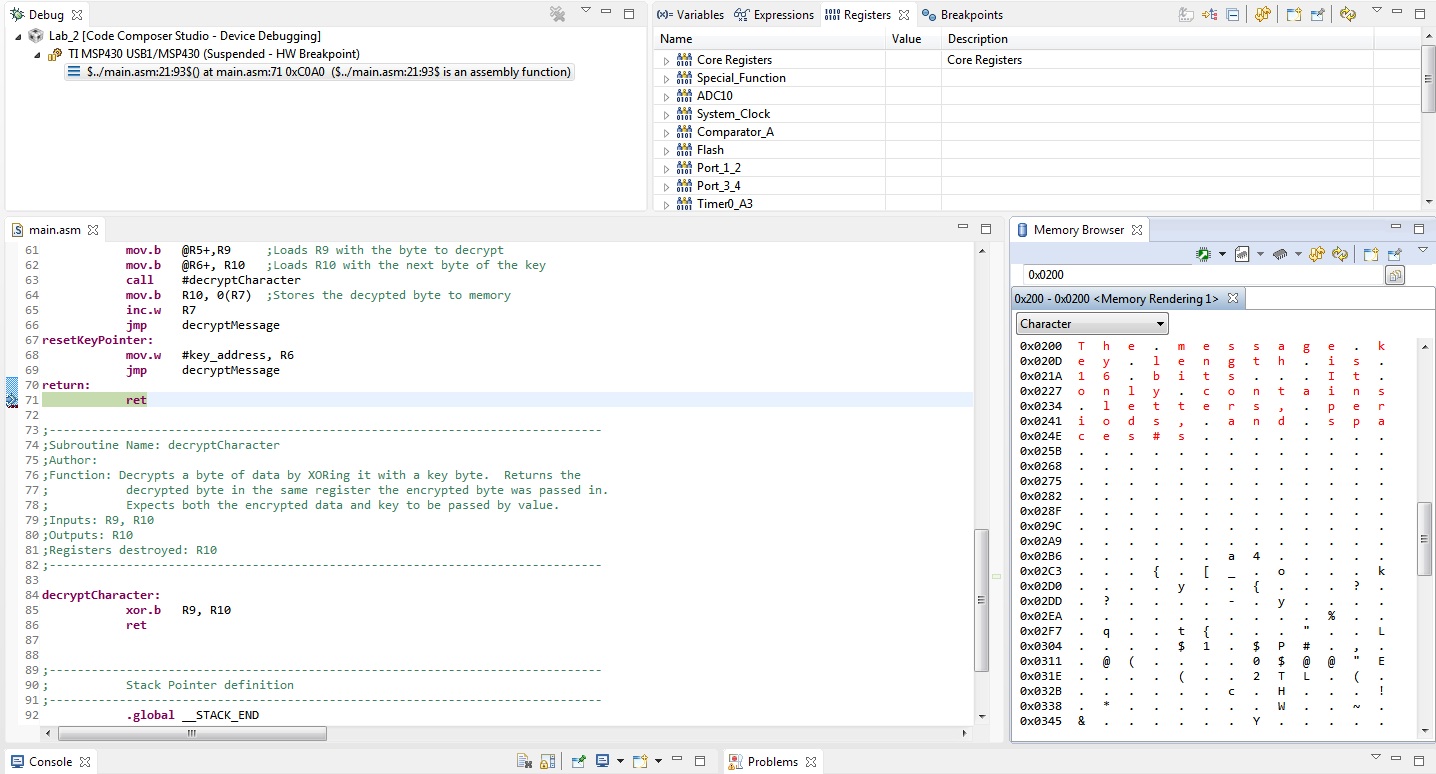 Debug
Lab_2 [Code Composer Studio - Device Debugging]
TI MSP430 USB1/MSP430 (Suspended - HW Breakpoint)
$../main.asm:21:93$() at main.asm:71 0xC0A0  ($../main.asm:21:93$ is an assembly function)
(x)= Variables Expressions Registers Breakpoints
Name Value Description
Core Registers Core Registers
Special_Function
ADC10
System_Clock
Comparator_A
Flash
Port_1_2
Port_3_4
Timer0_A3
main.asm
61 mov.b @R5+,R9 ;Loads R9 with the byte to decrypt
62 mov.b @R6+, R10 ;Loads R10 with the next byte of the key
63 call #decryptCharacter
64 mov.b R10, 0(R7) ;Stores the decypted byte to memory
65 inc.w R7
66 jmp decryptMessage
67 resetKeyPointer:
68 mov.w #key_address, R6
69 jmp decryptMessage
70 return:
71 ret
72
73 ;-------------------------------------------------------------------------------
74 ;Subroutine Name: decryptCharacter
75 ;Author:
76 ;Function: Decrypts a byte of data by XORing it with a key byte.  Returns the
77 ; decrypted byte in the same register the encrypted byte was passed in.
78 ; Expects both the encrypted data and key to be passed by value.
79 ;Inputs: R9, R10
80 ;Outputs: R10
81 ;Registers destroyed: R10
82 ;-------------------------------------------------------------------------------
83
84 decryptCharacter:
85 xor.b R9, R10
86 ret
87
88
89 ;-------------------------------------------------------------------------------
90 ; Stack Pointer definition
91 ;-------------------------------------------------------------------------------
92 .global __STACK_END
Memory Browser
0x0200
0x200 - 0x0200 <Memory Rendering 1>
Character
0x0200 T h e . m e s s a g e . k
0x020D e y . l e n g t h . i s .
0x021A 1 6 . b i t s . . . I t .
0x0227 o n l y . c o n t a i n s
0x0234 . l e t t e r s , . p e r
0x0241 i o d s , . a n d . s p a
0x024E c e s # s . . . . . . . .
0x025B . . . . . . . . . . . . .
0x0268 . . . . . . . . . . . . .
0x0275 . . . . . . . . . . . . .
0x0282 . . . . . . . . . . . . .
0x028F . . . . . . . . . . . . .
0x029C . . . . . . . . . . . . .
0x02A9 . . . . . . . . . . . . .
0x02B6 . . . . . . a 4 . . . . .
0x02C3 . . . { . [ _ . o . . . k
0x02D0 . . . . y . . { . . . ? .
0x02DD . ? . . . . - . y . . . .
0x02EA . . . . . . . . . . % . .
0x02F7 . q . . t { . . . " . . L
0x0304 . . . . $ 1 . $ P # . , .
0x0311 . @ ( . . . . 0 $ @ @ " E
0x031E . . . . ( . . 2 T L . ( .
0x032B . . . . . . c . H . . . !
0x0338 . * . . . . . . W . . ~ .
0x0345 & . . . . . . Y . . . . .
Console
Problems